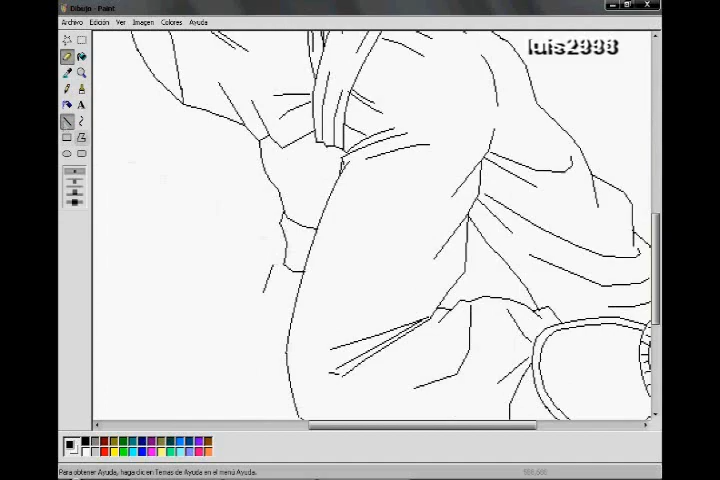 Dibujo - Paint
Archivo Edición Ver Imagen Colores Ayuda
luis2998
A
Para obtener Ayuda, haga clic en Temas de Ayuda en el menú Ayuda.